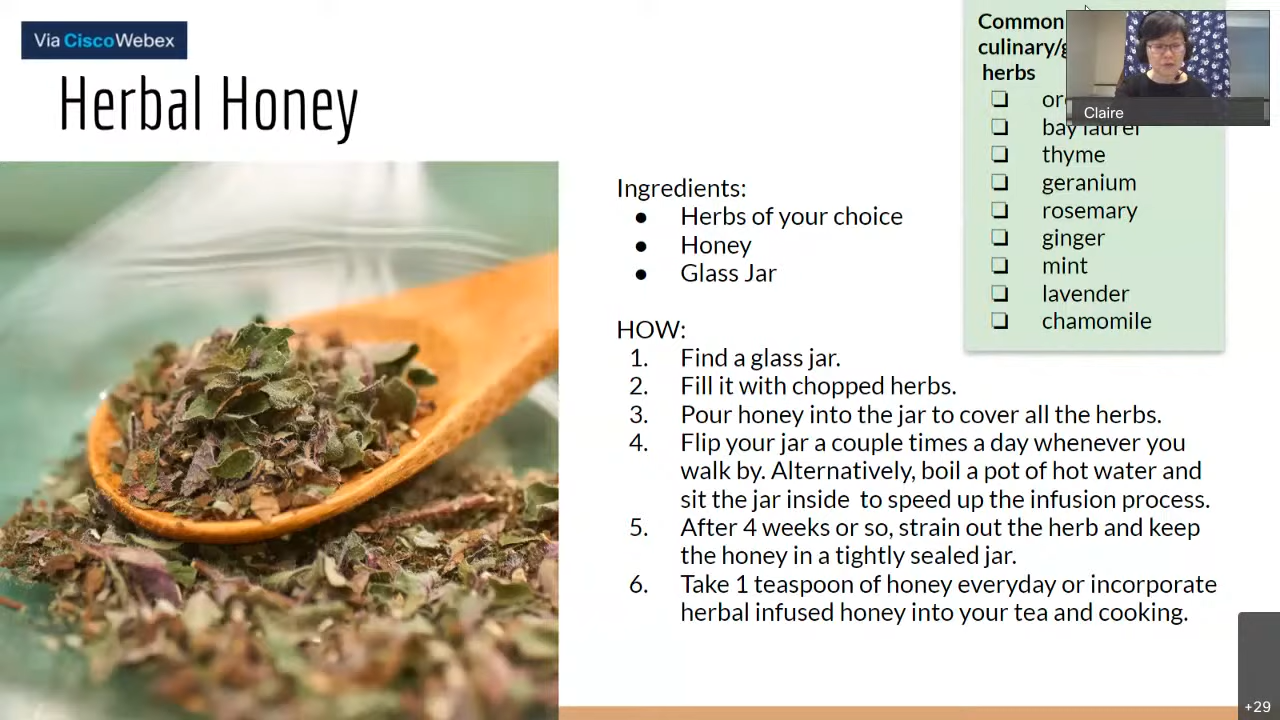 Via CiscoWebex
Herbal Honey
Ingredients:
● Herbs of your choice
● Honey
● Glass Jar
HOW:
1. Find a glass jar.
2. Fill it with chopped herbs.
3. Pour honey into the jar to cover all the herbs.
4. Flip your jar a couple times a day whenever you
walk by. Alternatively, boil a pot of hot water and
sit the jar inside to speed up the infusion process.
5. After 4 weeks or so, strain out the herb and keep
the honey in a tightly sealed jar.
6. Take 1 teaspoon of honey everyday or incorporate
herbal infused honey into your tea and cooking.
Common
culinary/
herbs
❏ bay laurel
❏ thyme
❏ geranium
❏ rosemary
❏ ginger
❏ mint
❏ lavender
❏ chamomile
Claire
+29